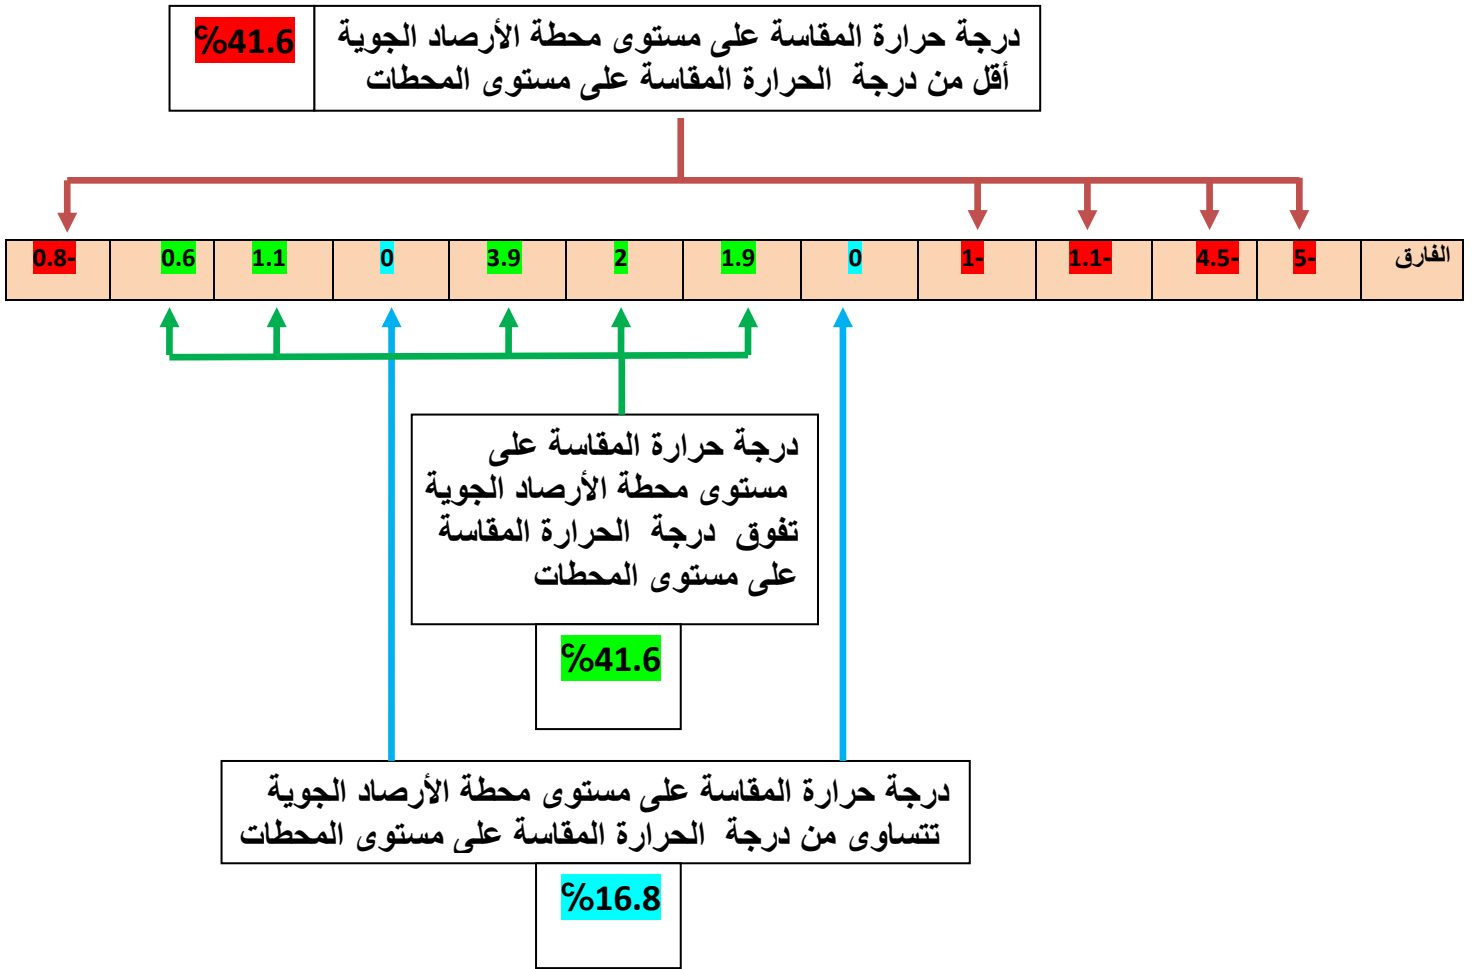 درجة حرارة المقاسة على مستوى محطة الأرصاد الجوية
أقل من درجة الحرارة المقاسة على مستوى المحطات
℅41.6
الفارق -5 -4.5 -1.1 -1 0 1.9 2 3.9 0 1.1 0.6 -0.8
درجة حرارة المقاسة على
مستوى محطة الأرصاد الجوية
تفوق درجة الحرارة المقاسة
على مستوى المحطات
℅41.6
درجة حرارة المقاسة على مستوى محطة الأرصاد الجوية
تتساوى من درجة الحرارة المقاسة على مستوى المحطات
℅16.8